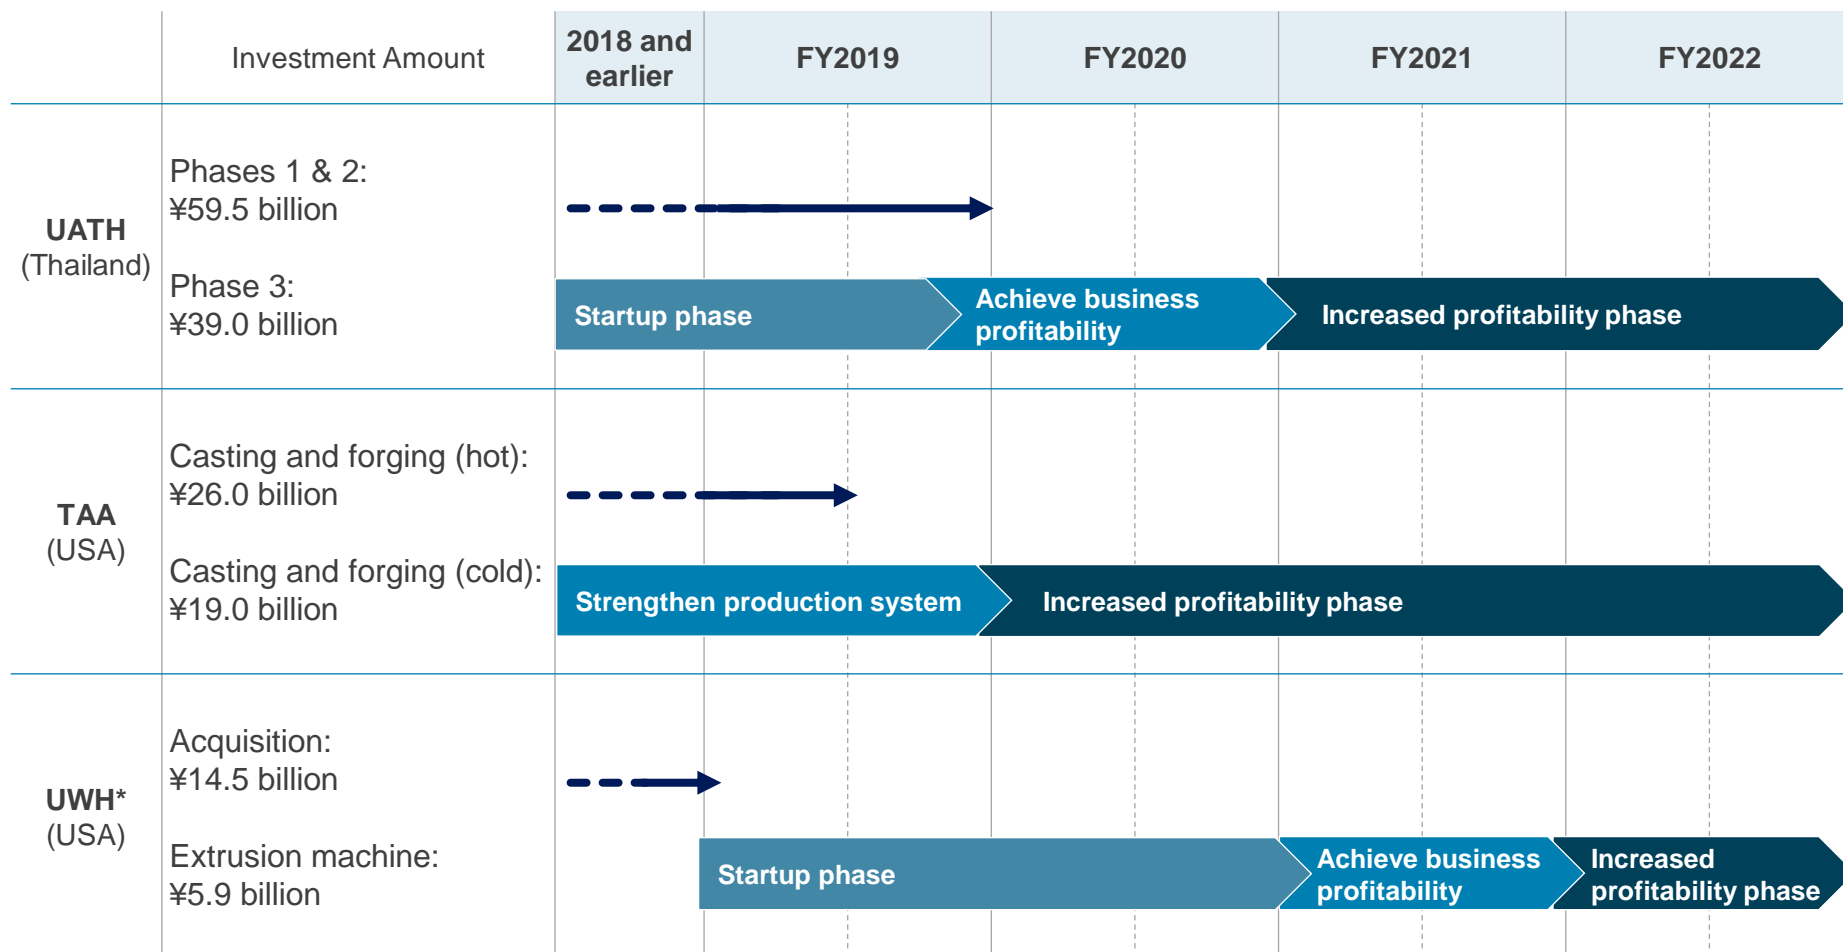 Investment Amount
2018 and
earlier
FY2019
FY2020
FY2021
FY2022
UATH
(Thailand)
Phases 1 & 2:
¥59.5 billion
Phase 3:
¥39.0 billion
Startup phase
Achieve business
profitability
Increased profitability phase
TAA
(USA)
Casting and forging (hot):
¥26.0 billion
Casting and forging (cold):
¥19.0 billion
Strengthen production system
Increased profitability phase
UWH*
(USA)
Acquisition:
¥14.5 billion
Extrusion machine:
¥5.9 billion
Startup phase
Achieve business
profitability
Increased
profitability phase